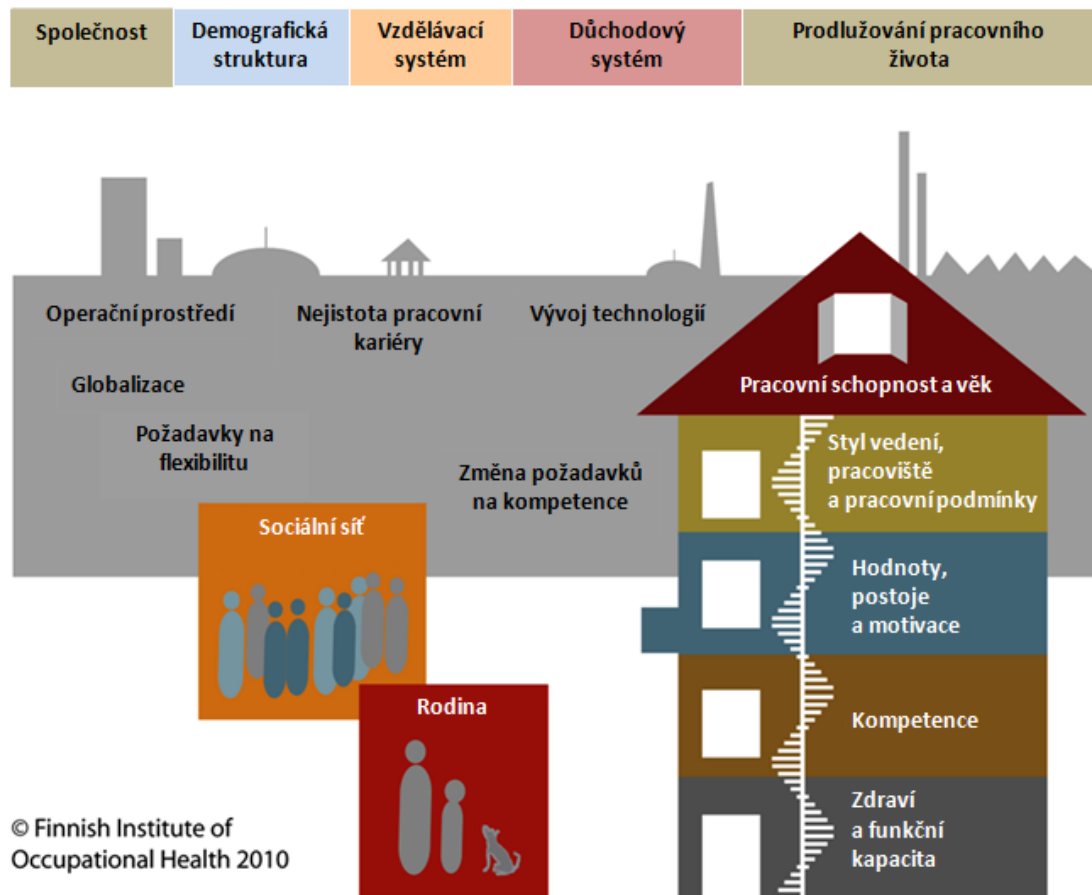 Společnost
Demografická
struktura
Vzdělávací
systém
Důchodový
systém
Prodlužování pracovního
života
Operační prostředí
Nejistota pracovní
kariéry
Vývoj technologií
Globalizace
Požadavky na
flexibilitu
Změna požadavků
na kompetence
Pracovní schopnost a věk
Styl vedení,
pracoviště
a pracovní podmínky
Hodnoty,
postoje
a motivace
Kompetence
Zdraví
a funkční
kapacita
Sociální síť
Rodina
© Finnish Institute of
Occupational Health 2010